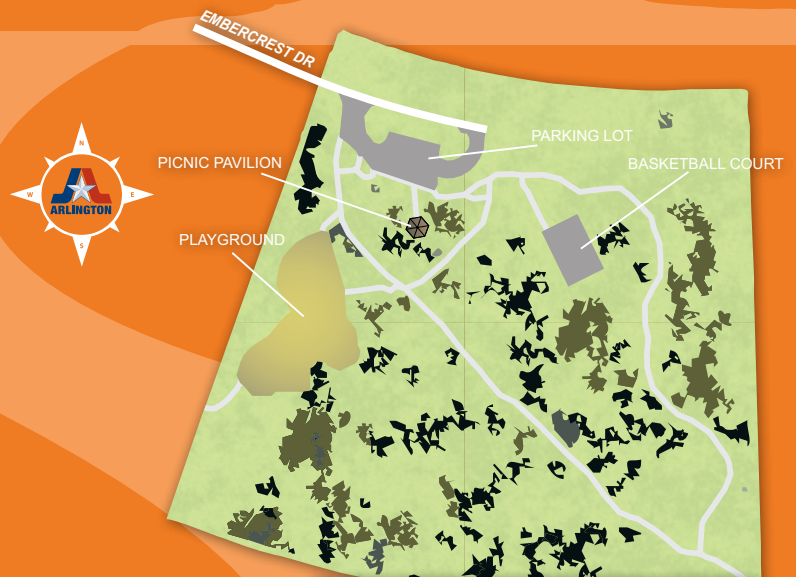 EMBERCREST DR
PARKING LOT
PICNIC PAVILION
BASKETBALL COURT
N
W
E
ARLINGTON
S
PLAYGROUND